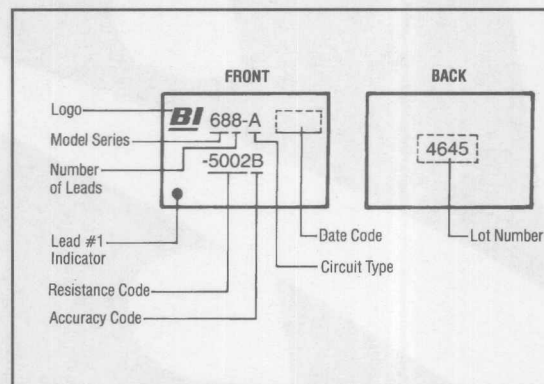 FRONT
BACK
Logo
BI 688-A
Model Series
-5002B
4645
Number
of Leads
Lead #1
Indicator
Date Code
Lot Number
Circuit Type
Resistance Code
Accuracy Code